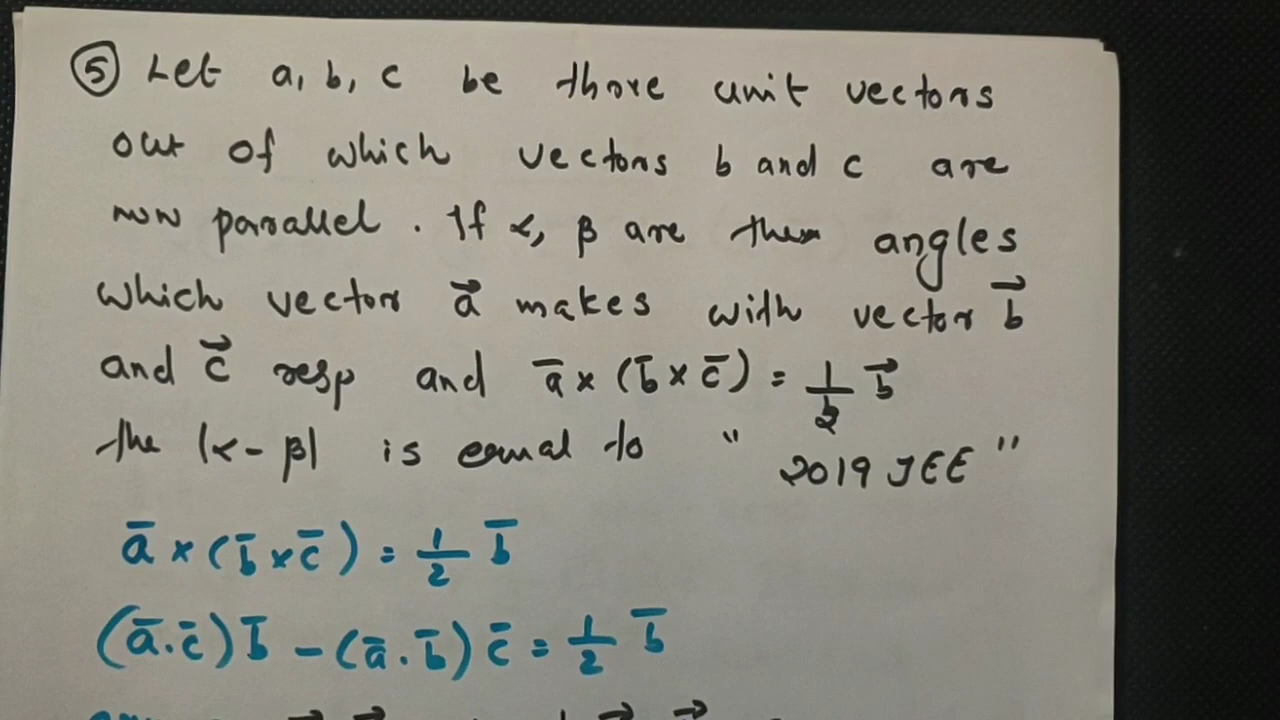 ⑤ Let a, b, c be three unit vectors
out of which vectors b and c are
non parallel. If α, β are the angles
which vector a⃗ makes with vector b⃗
and c⃗ resp and a̅ × (b̅ × c̅) = 1/2 b⃗
the |α - β| is equal to " 2019 JEE "
a̅ × (b̅ × c̅) = 1/2 b̅
(a̅.c̅) b̅ - (a̅.b̅) c̅ = 1/2 b̅